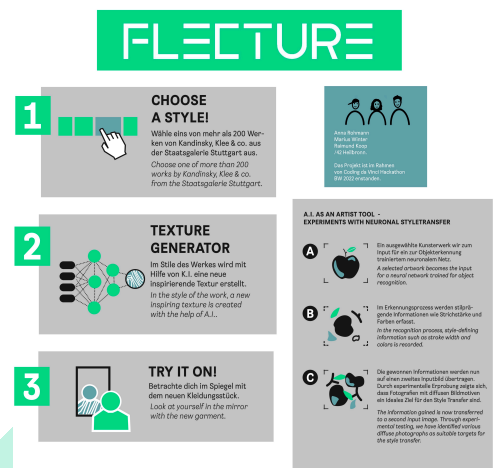 FLECTURE
1
CHOOSE
A STYLE!
Wähle eins von mehr als 200 Wer-
ken von Kandinsky, Klee & co. aus
der Staatsgalerie Stuttgart aus.
Choose one of more than 200
works by Kandinsky, Klee & co.
from the Staatsgalerie Stuttgart.
2
TEXTURE
GENERATOR
Im Stile des Werkes wird mit
Hilfe von K.I. eine neue
inspirierende Textur erstellt.
In the style of the work, a new
inspiring texture is created
with the help of A.I..
3
TRY IT ON!
Betrachte dich im Spiegel mit
dem neuen Kleidungsstück.
Look at yourself in the mirror
with the new garment.
Anna Rohmann
Marius Winter
Raimund Koop
/42 Heilbronn.
Das Projekt ist im Rahmen
von Coding da Vinci Hackathon
BW 2022 enstanden.
A.I. AS AN ARTIST TOOL -
EXPERIMENTS WITH NEURONAL STYLETRANSFER
A
Ein ausgewählte Kunsterwerk wir zum
Input für ein zur Objekterkennung
trainiertem neuronalem Netz.
A selected artwork becomes the input
for a neural network trained for object
recognition.
B
Im Erkennungsprozess werden stilprä-
gende Informationen wie Strichstärke und
Farben erfasst.
In the recognition process, style-defining
information such as stroke width and
colors is recorded.
C
Die gewonnen Informationen werden nun
auf einen zweites Inputbild übertragen.
Durch experimentelle Erprobung zeigte sich,
dass Fotografien mit diffusen Bildmotiven
ein ideales Ziel für den Style Transfer sind.
The information gained is now transferred
to a second input image. Through experi-
mental testing, we have identified various
diffuse photographs as suitable targets for
the style transfer.